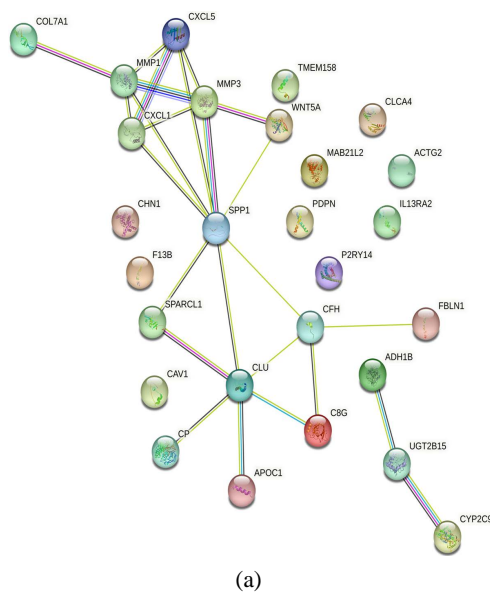 CXCL5
COL7A1
MMP1
TMEM158
MMP3
WNT5A
CLCA4
CXCL1
MAB21L2
ACTG2
CHN1
SPP1
PDPN
IL13RA2
F13B
P2RY14
SPARCL1
CFH
FBLN1
CLU
ADH1B
CAV1
C8G
CP
UGT2B15
APOC1
CYP2C9
(a)